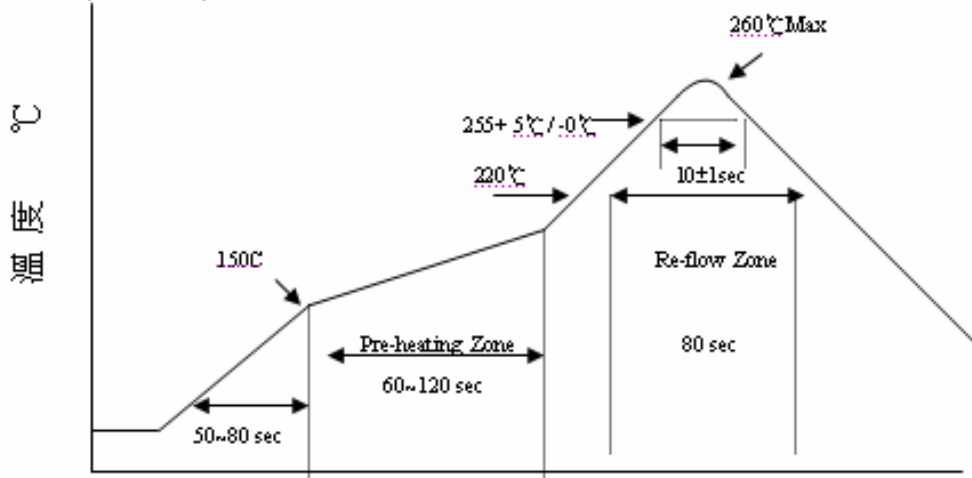 260℃Max
255+ 5℃/ -0℃
10±1sec
220℃
150C
Re-flow Zone
Pre-heating Zone
80 sec
60~120 sec
50~80 sec
温度 ℃